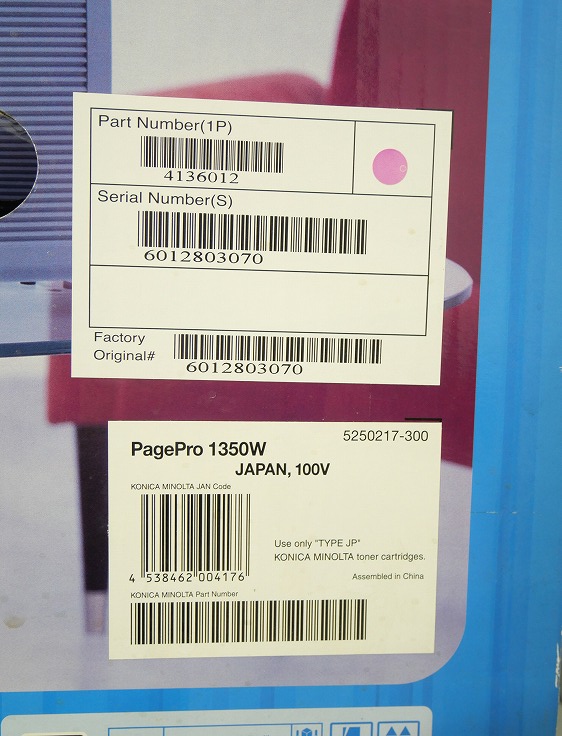 Part Number(1P)
4136012
Serial Number(S)
6012803070
Factory
Original#
6012803070
PagePro 1350W
5250217-300
JAPAN, 100V
KONICA MINOLTA JAN Code
4 538462 004176
Use only "TYPE JP"
KONICA MINOLTA toner cartridges.
Assembled in China
KONICA MINOLTA Part Number